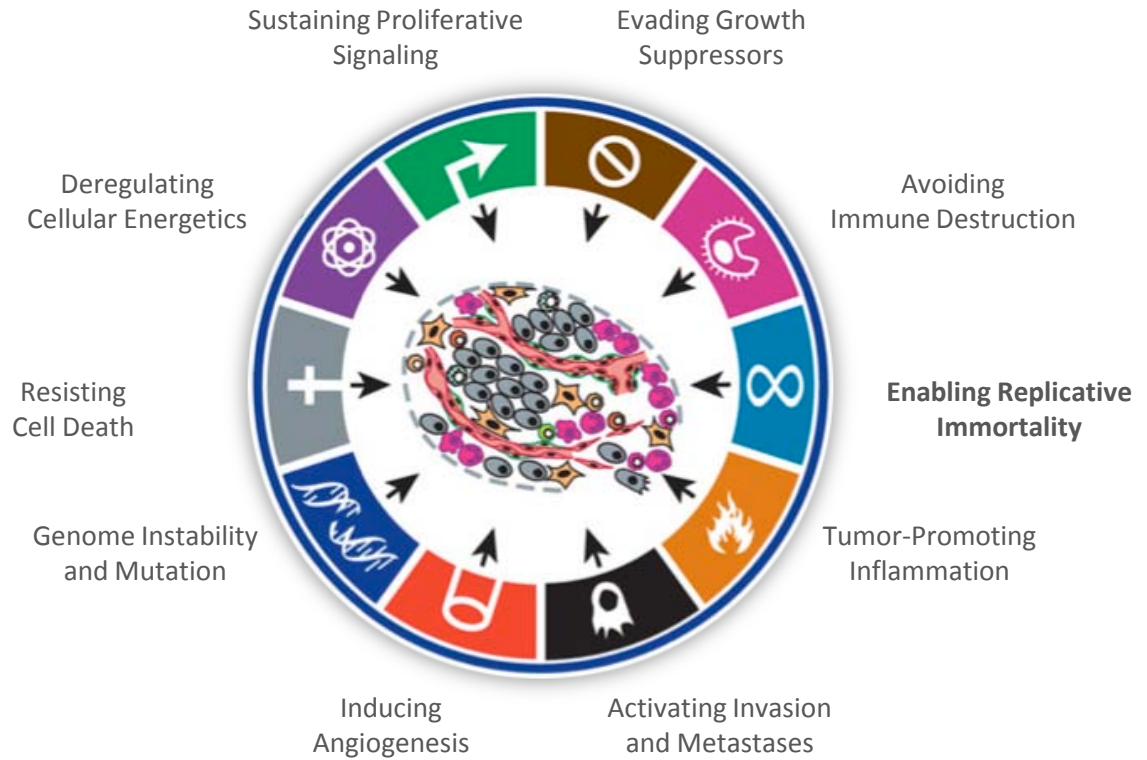 Sustaining Proliferative
Signaling
Evading Growth
Suppressors
Deregulating
Cellular Energetics
Avoiding
Immune Destruction
Resisting
Cell Death
Enabling Replicative
Immortality
Genome Instability
and Mutation
Tumor-Promoting
Inflammation
Inducing
Angiogenesis
Activating Invasion
and Metastases